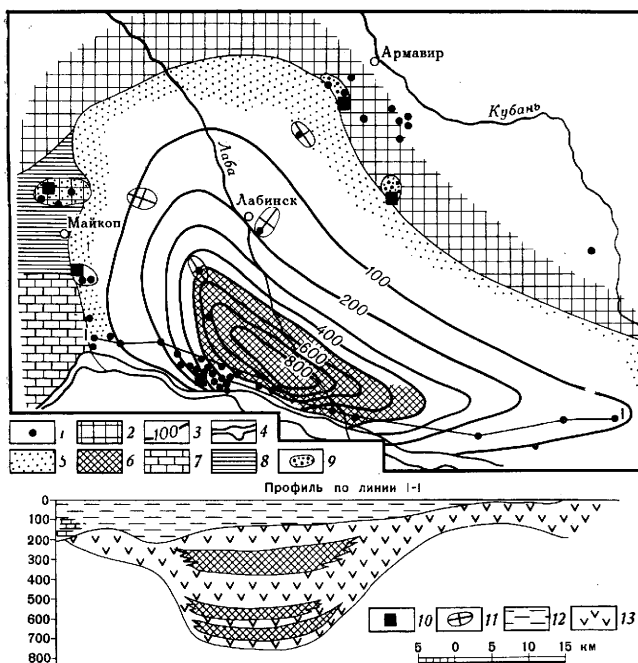 Армавир
Кубань
Лаба
Лабинск
Майкоп
100
200
400
600
800
I
1 2 100 3 4
5 6 7 8 9
Профиль по линии I-I
0
100
200
300
400
500
600
700
800
10 11 12 13
5 0 5 10 15 км